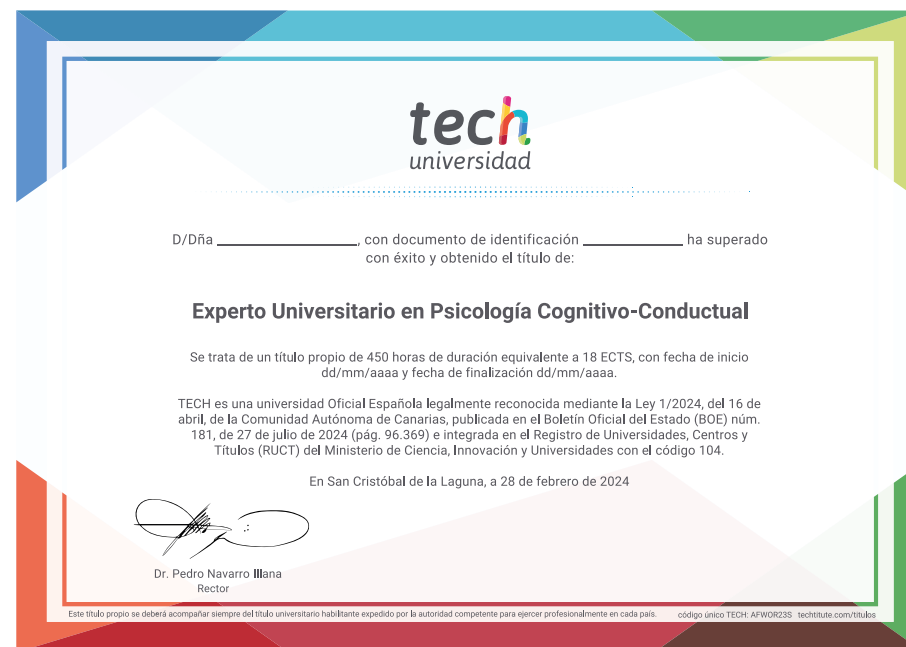 tech
universidad
D/Dña ____________________, con documento de identificación ______________ ha superado
con éxito y obtenido el título de:
Experto Universitario en Psicología Cognitivo-Conductual
Se trata de un título propio de 450 horas de duración equivalente a 18 ECTS, con fecha de inicio
dd/mm/aaaa y fecha de finalización dd/mm/aaaa.
TECH es una universidad Oficial Española legalmente reconocida mediante la Ley 1/2024, del 16 de
abril, de la Comunidad Autónoma de Canarias, publicada en el Boletín Oficial del Estado (BOE) núm.
181, de 27 de julio de 2024 (pág. 96.369) e integrada en el Registro de Universidades, Centros y
Títulos (RUCT) del Ministerio de Ciencia, Innovación y Universidades con el código 104.
En San Cristóbal de la Laguna, a 28 de febrero de 2024
Dr. Pedro Navarro Illana
Rector
Este título propio se deberá acompañar siempre del título universitario habilitante expedido por la autoridad competente para ejercer profesionalmente en cada país. código único TECH: AFWOR23S techtitute.com/titulos